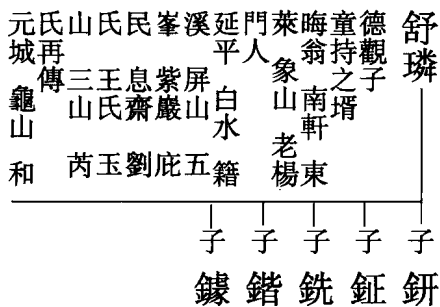 舒璘
德觀子
童持之壻
晦翁 南軒 東
萊 象山 老楊
門人
延平 白水 籍
溪 屏山 五
峯 紫巖 庇
民 息齋 劉
氏 王氏 玉
山 三山 芮
氏再傳
元城 龜山 和
子 鈃
子 鉦
子 銑
子 鍇
子 鐻